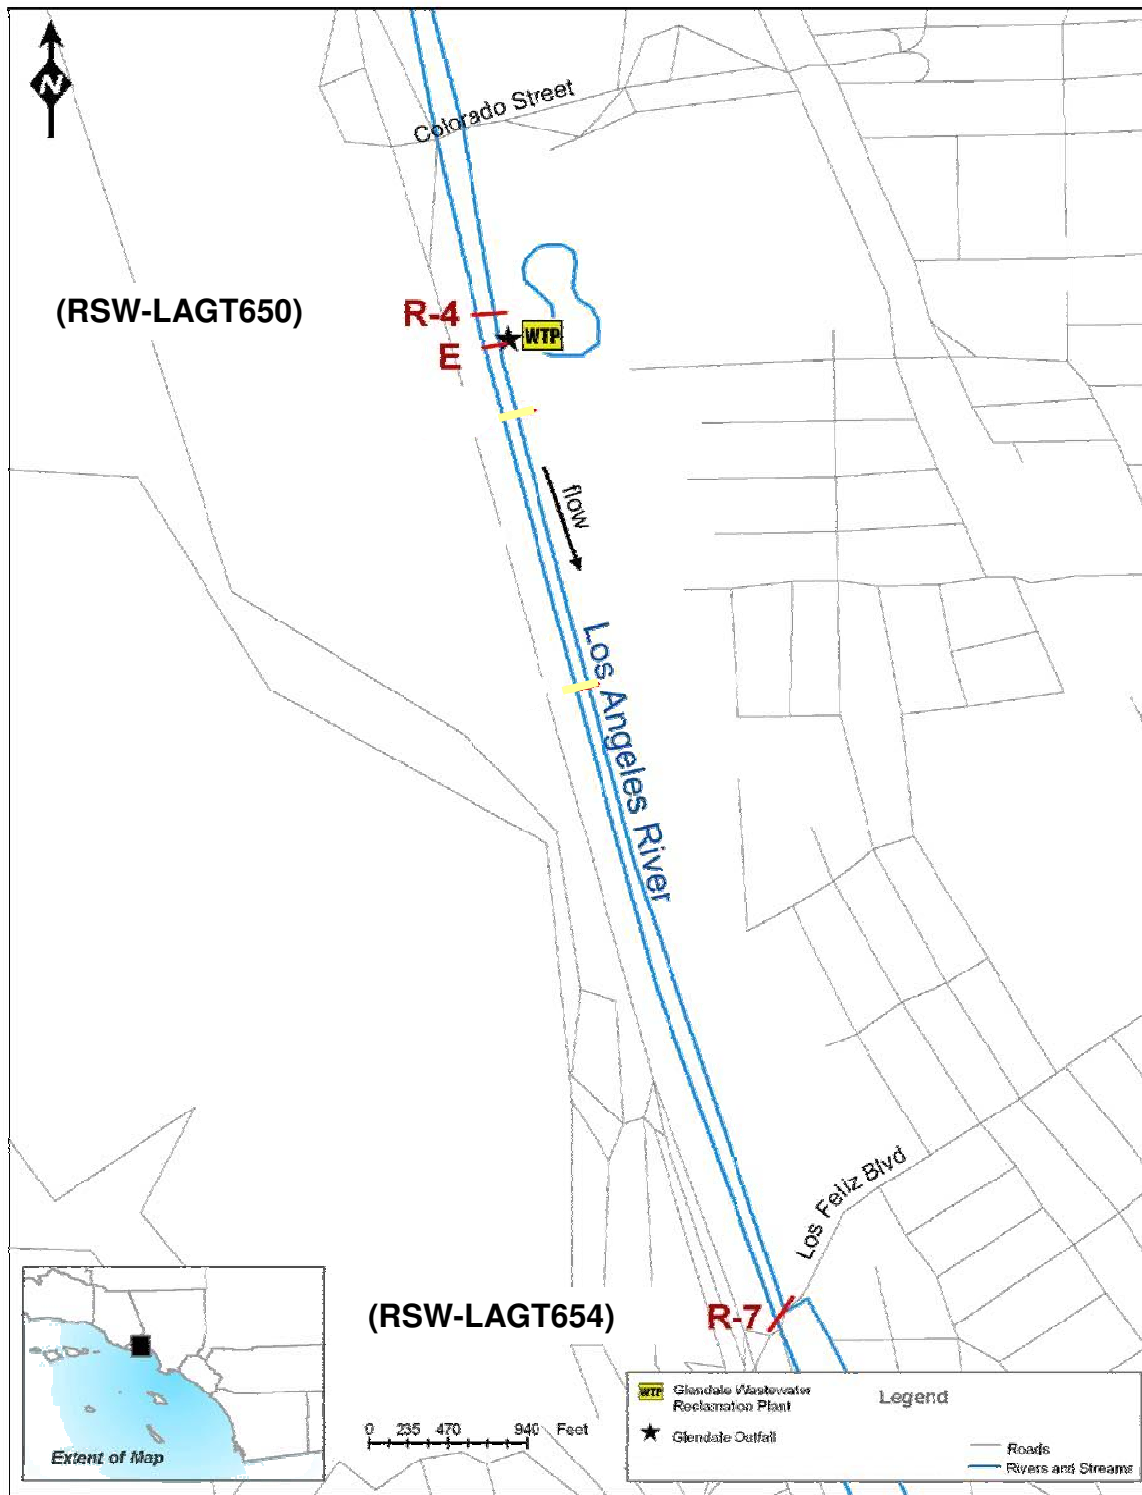 N
Colorado Street
(RSW-LAGT650)
R-4
WTP
E
flow
Los Angeles River
Los Feliz Blvd
(RSW-LAGT654)
R-7
Extent of Map
0 235 470 940 Feet
Legend
WTP Glendale Wastewater
Reclamation Plant
Glendale Outfall
Roads
Rivers and Streams